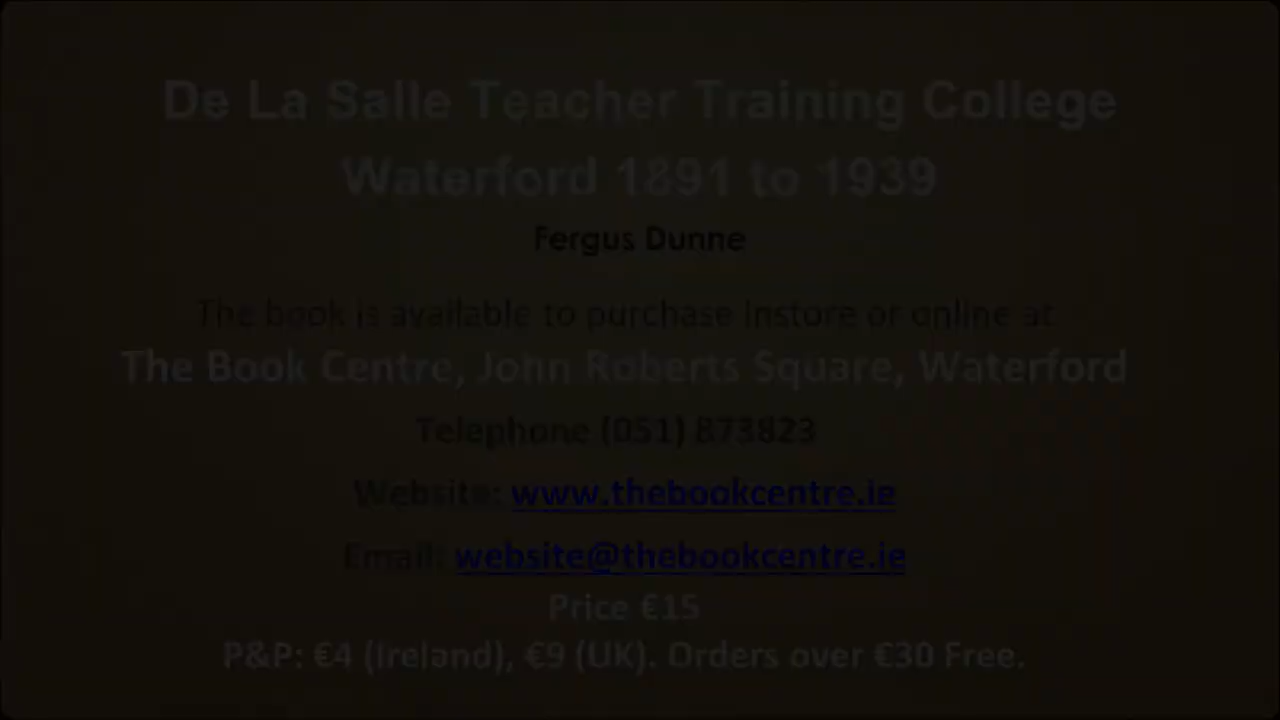 De La Salle Teacher Training College
Waterford 1891 to 1939
Fergus Dunne
The book is available to purchase instore or online at
The Book Centre, John Roberts Square, Waterford
Telephone (051) 873823
Website: www.thebookcentre.ie
Email: website@thebookcentre.ie
Price €15
P&P: €4 (Ireland), €9 (UK). Orders over €30 Free.